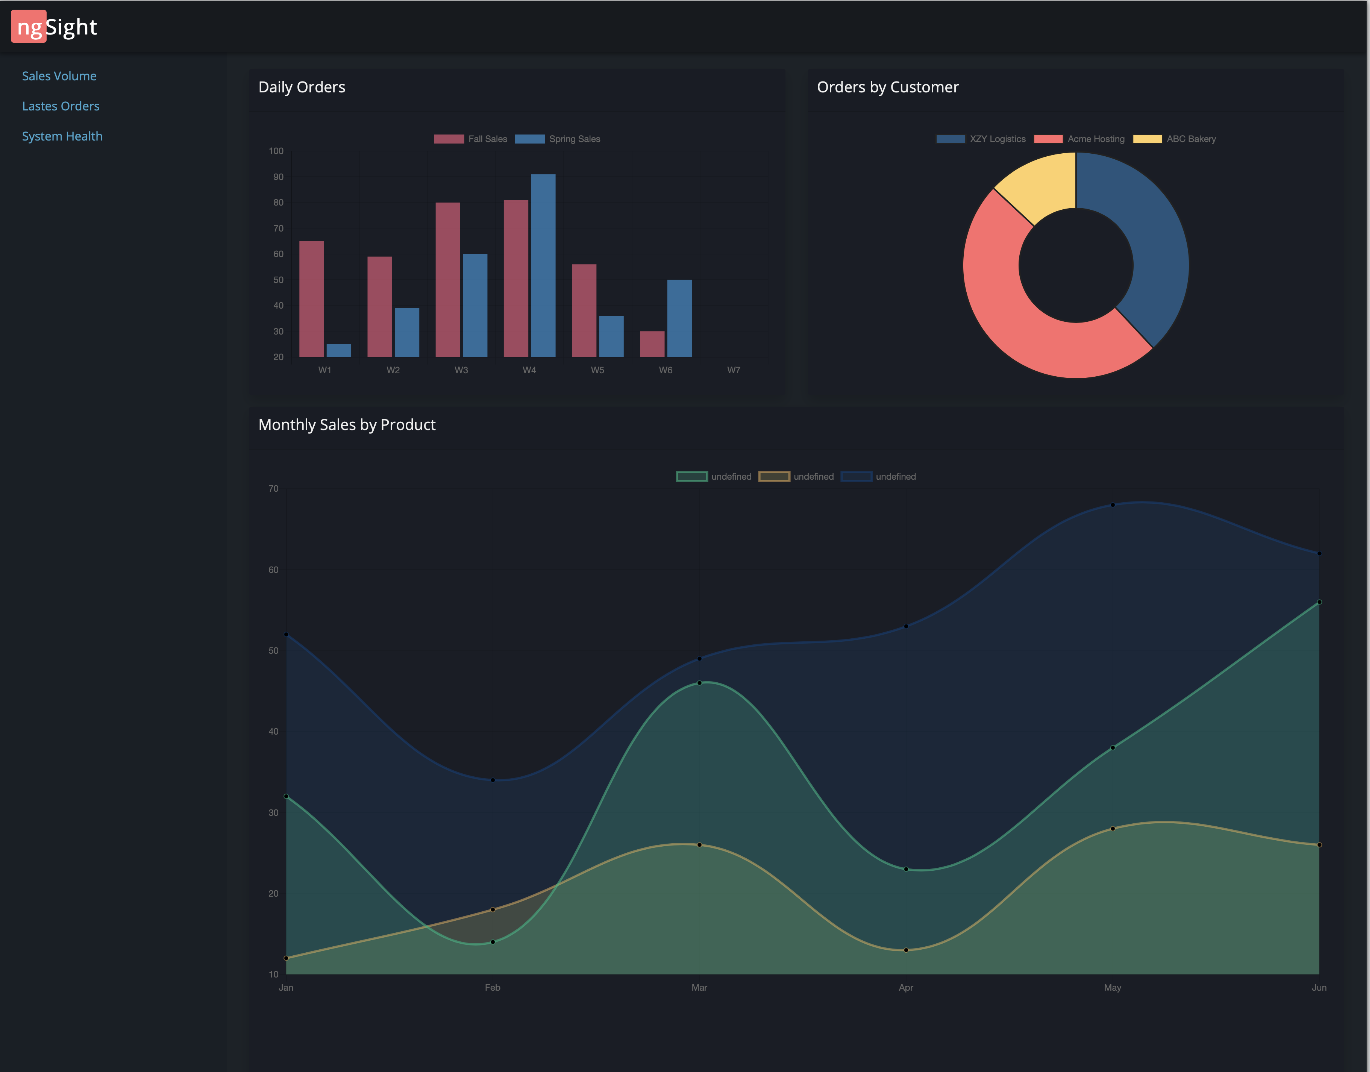 ngSight
Sales Volume
Lastes Orders
System Health
Daily Orders
Fall Sales Spring Sales
100
90
80
70
60
50
40
30
20
W1 W2 W3 W4 W5 W6 W7
Orders by Customer
XZY Logistics Acme Hosting ABC Bakery
Monthly Sales by Product
undefined undefined undefined
70
60
50
40
30
20
10
Jan Feb Mar Apr May Jun